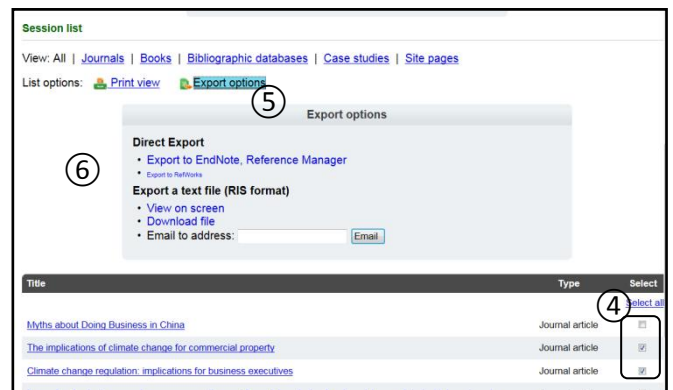 Session list
View: All | Journals | Books | Bibliographic databases | Case studies | Site pages
List options: Print view Export options
⑤
Export options
Direct Export
• Export to EndNote, Reference Manager
⑥
• Export to RefWorks
Export a text file (RIS format)
• View on screen
• Download file
• Email to address: Email
Title Type Select
④ Select all
Myths about Doing Business in China Journal article
The implications of climate change for commercial property Journal article
Climate change regulation: implications for business executives Journal article